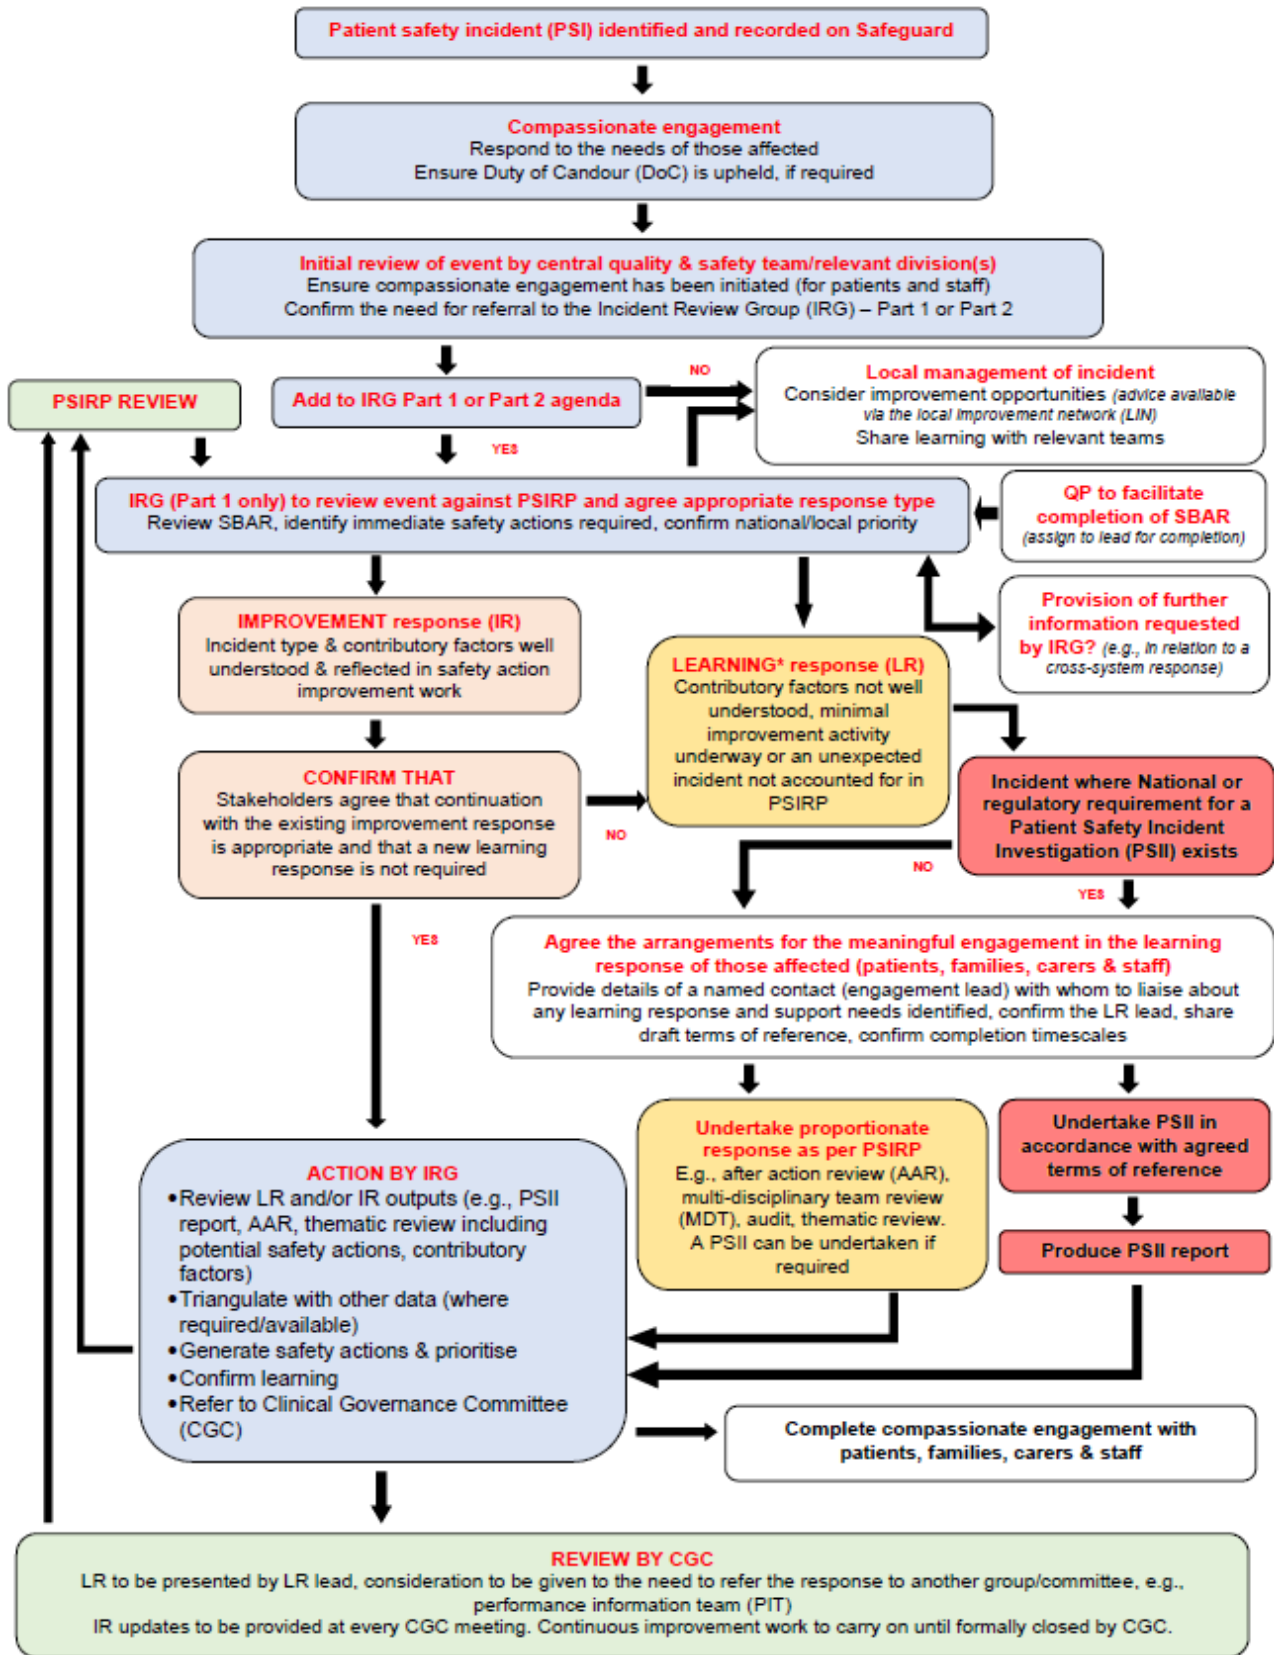 Patient safety incident (PSI) identified and recorded on Safeguard
Compassionate engagement
Respond to the needs of those affected
Ensure Duty of Candour (DoC) is upheld, if required
Initial review of event by central quality & safety team/relevant division(s)
Ensure compassionate engagement has been initiated (for patients and staff)
Confirm the need for referral to the Incident Review Group (IRG) – Part 1 or Part 2
PSIRP REVIEW
Add to IRG Part 1 or Part 2 agenda
NO
Local management of incident
Consider improvement opportunities (advice available
via the local improvement network (LIN)
Share learning with relevant teams
YES
IRG (Part 1 only) to review event against PSIRP and agree appropriate response type
Review SBAR, identify immediate safety actions required, confirm national/local priority
QP to facilitate
completion of SBAR
(assign to lead for completion)
Provision of further
information requested
by IRG? (e.g., in relation to a
cross-system response)
IMPROVEMENT response (IR)
Incident type & contributory factors well
understood & reflected in safety action
improvement work
LEARNING* response (LR)
Contributory factors not well
understood, minimal
improvement activity
underway or an unexpected
incident not accounted for in
PSIRP
CONFIRM THAT
Stakeholders agree that continuation
with the existing improvement response
is appropriate and that a new learning
response is not required
NO
Incident where National or
regulatory requirement for a
Patient Safety Incident
Investigation (PSII) exists
NO
YES
YES
Agree the arrangements for the meaningful engagement in the learning
response of those affected (patients, families, carers & staff)
Provide details of a named contact (engagement lead) with whom to liaise about
any learning response and support needs identified, confirm the LR lead, share
draft terms of reference, confirm completion timescales
Undertake proportionate
response as per PSIRP
E.g., after action review (AAR),
multi-disciplinary team review
(MDT), audit, thematic review.
A PSII can be undertaken if
required
Undertake PSII in
accordance with agreed
terms of reference
Produce PSII report
ACTION BY IRG
•Review LR and/or IR outputs (e.g., PSII
report, AAR, thematic review including
potential safety actions, contributory
factors)
•Triangulate with other data (where
required/available)
•Generate safety actions & prioritise
•Confirm learning
•Refer to Clinical Governance Committee
(CGC)
Complete compassionate engagement with
patients, families, carers & staff
REVIEW BY CGC
LR to be presented by LR lead, consideration to be given to the need to refer the response to another group/committee, e.g.,
performance information team (PIT)
IR updates to be provided at every CGC meeting. Continuous improvement work to carry on until formally closed by CGC.